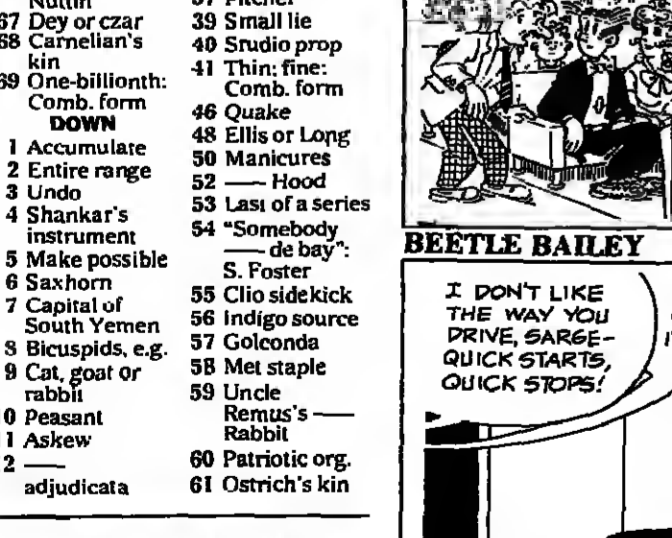 Nuttin
67 Dey or czar
68 Carnelian's
kin
69 One-billionth:
Comb. form
DOWN
1 Accumulate
2 Entire range
3 Undo
4 Shankar's
instrument
5 Make possible
6 Saxhorn
7 Capital of
South Yemen
8 Bicuspids, e.g.
9 Cat, goat or
rabbit
0 Peasant
1 Askew
2 —
adjudicata
37 Pitcher
39 Small lie
40 Studio prop
41 Thin; fine:
Comb. form
46 Quake
48 Ellis or Long
50 Manicures
52 — Hood
53 Last of a series
54 "Somebody
— de bay":
S. Foster
55 Clio sidekick
56 Indigo source
57 Golconda
58 Met staple
59 Uncle
Remus's —
Rabbit
60 Patriotic org.
61 Ostrich's kin
BEETLE BAILEY
I DON'T LIKE
THE WAY YOU
DRIVE, SARGE-
QUICK STARTS,
QUICK STOPS!